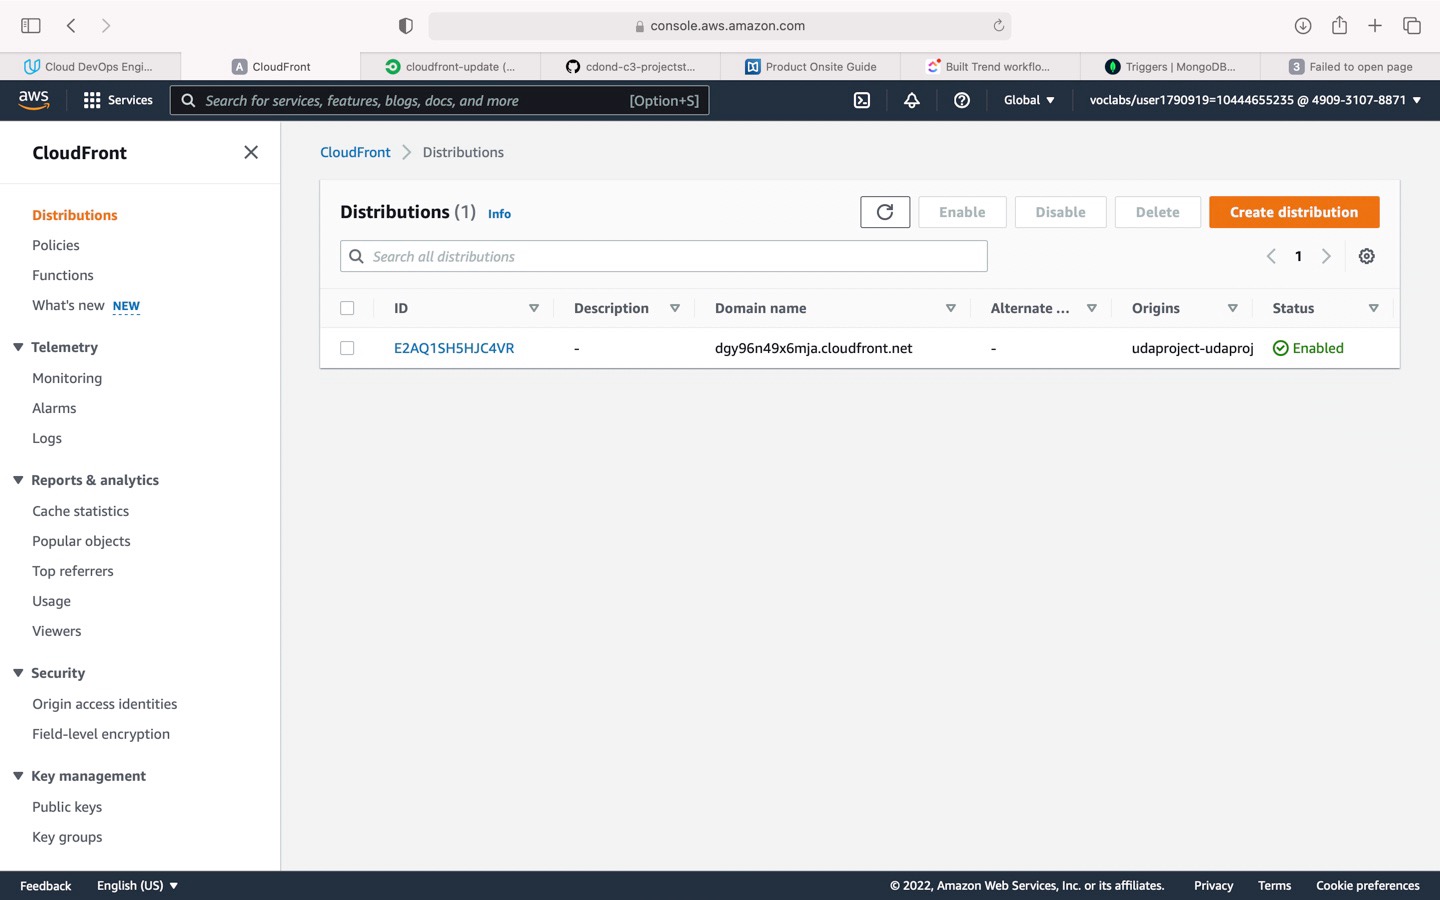 console.aws.amazon.com
Cloud DevOps Engi...
A CloudFront
cloudfront-update (...
cdond-c3-projectst...
Product Onsite Guide
Built Trend workflo...
Triggers | MongoDB...
3 Failed to open page
aws
Services
Search for services, features, blogs, docs, and more
[Option+S]
Global
voclabs/user1790919=10444655235 @ 4909-3107-8871
CloudFront
Distributions
Policies
Functions
What's new NEW
Telemetry
Monitoring
Alarms
Logs
Reports & analytics
Cache statistics
Popular objects
Top referrers
Usage
Viewers
Security
Origin access identities
Field-level encryption
Key management
Public keys
Key groups
CloudFront
Distributions
Distributions (1) Info
Enable
Disable
Delete
Create distribution
Search all distributions
1
ID
Description
Domain name
Alternate ...
Origins
Status
E2AQ1SH5HJC4VR
-
dgy96n49x6mja.cloudfront.net
-
udaproject-udaproj
Enabled
Feedback
English (US)
© 2022, Amazon Web Services, Inc. or its affiliates.
Privacy
Terms
Cookie preferences